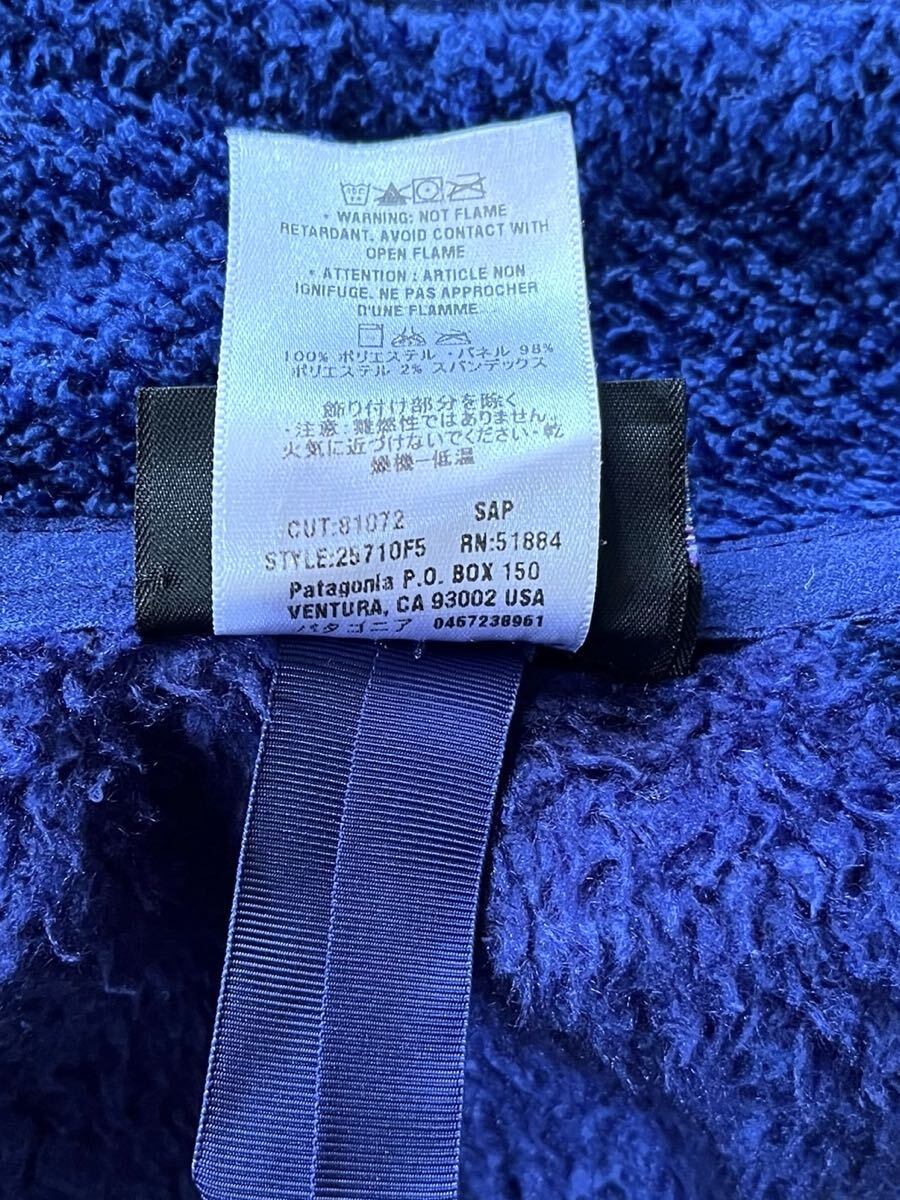 • WARNING: NOT FLAME
RETARDANT. AVOID CONTACT WITH
OPEN FLAME
• ATTENTION : ARTICLE NON
IGNIFUGE. NE PAS APPROCHER
D'UNE FLAMME.
100% ポリエステル ・パネル 98%
ポリエステル 2% スパンデックス
飾り付け部分を除く
・注意：難燃性ではありません。
火気に近づけないでください・乾
燥機－低温
CUT:81072 SAP
STYLE:25710F5 RN:51884
Patagonia P.O. BOX 150
VENTURA, CA 93002 USA
パタゴニア 0467238961